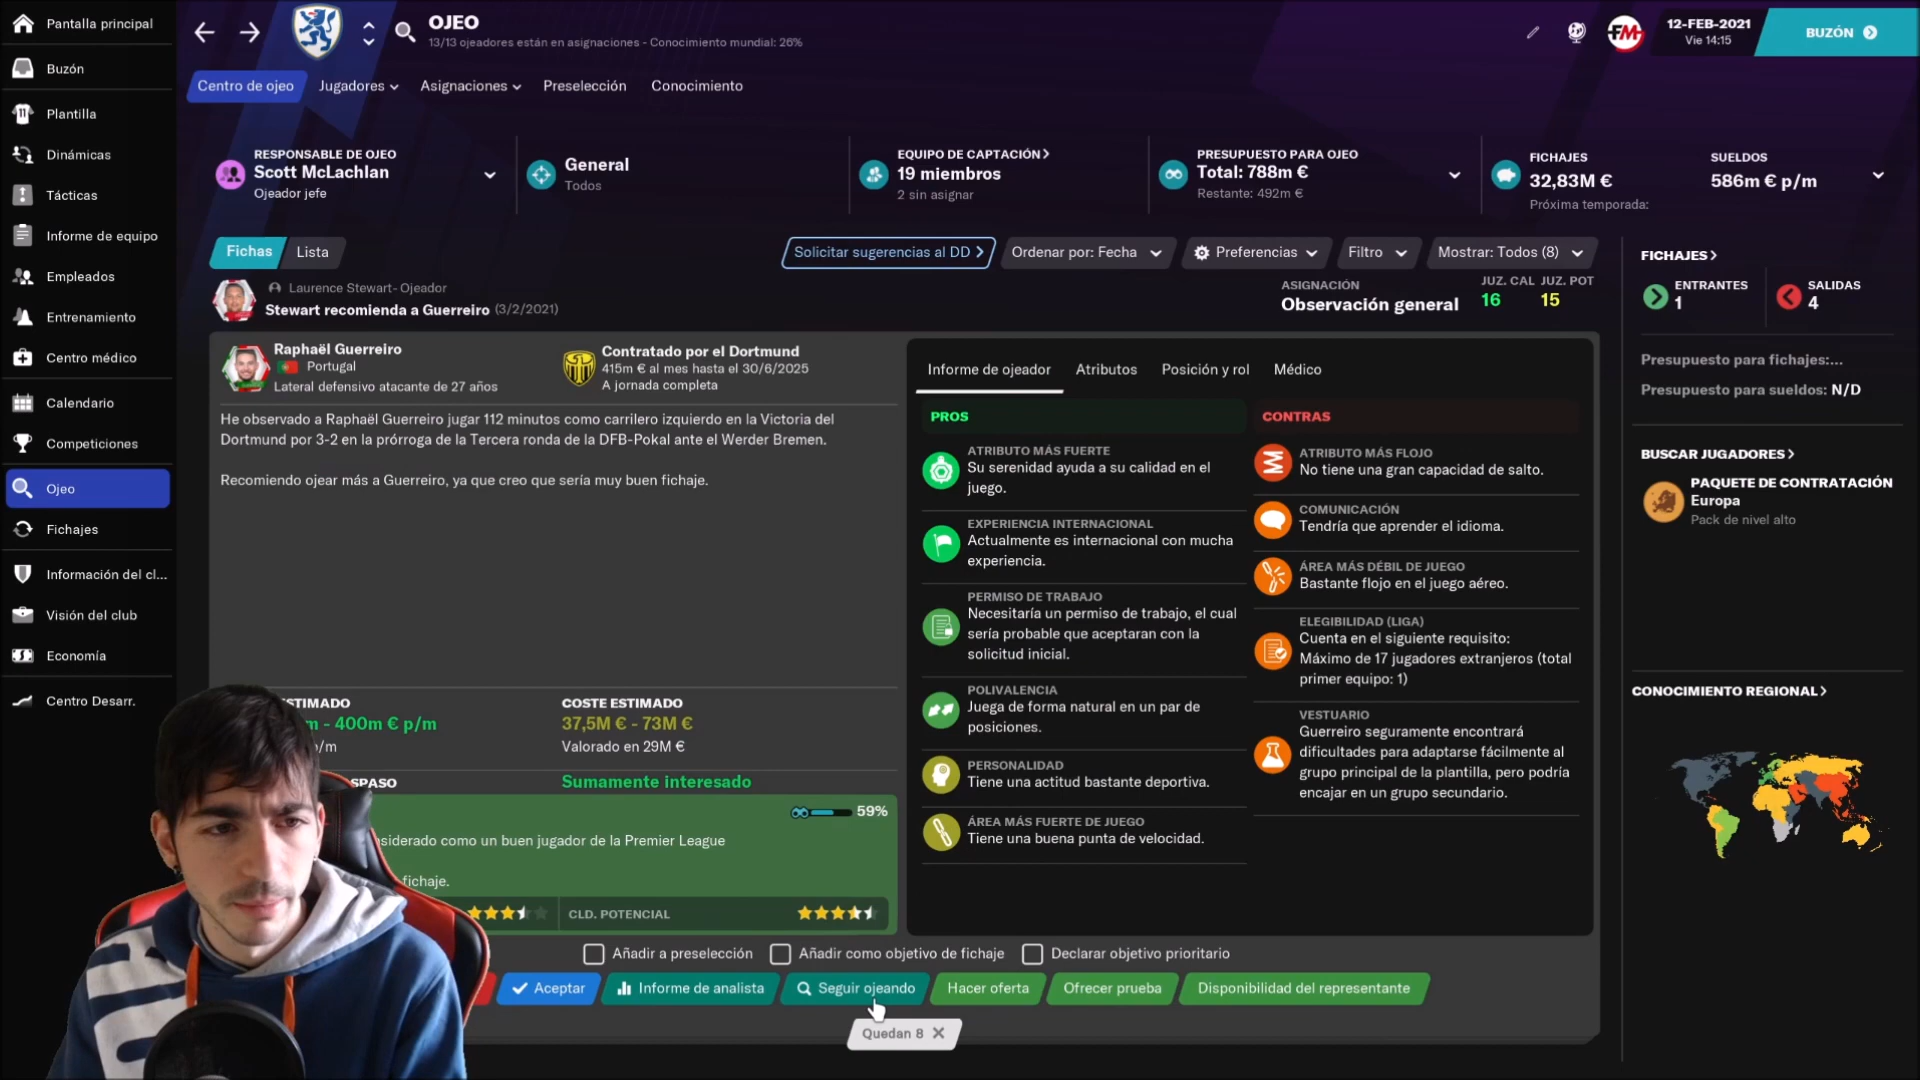 Pantalla principal
Buzón
Plantilla
Dinámicas
Tácticas
Informe de equipo
Empleados
Entrenamiento
Centro médico
Calendario
Competiciones
Ojeo
Fichajes
Información del cl...
Visión del club
Economía
Centro Desarr.
OJEO
13/13 ojeadores están en asignaciones - Conocimiento mundial: 26%
FM
12-FEB-2021
Vie 14:15
BUZÓN
Centro de ojeo
Jugadores
Asignaciones
Preselección
Conocimiento
RESPONSABLE DE OJEO
Scott McLachlan
Ojeador jefe
General
Todos
EQUIPO DE CAPTACIÓN
19 miembros
2 sin asignar
PRESUPUESTO PARA OJEO
Total: 788m €
Restante: 492m €
FICHAJES
32,83M €
Próxima temporada:
SUELDOS
586m € p/m
Fichas
Lista
Solicitar sugerencias al DD
Ordenar por: Fecha
Preferencias
Filtro
Mostrar: Todos (8)
Laurence Stewart- Ojeador
Stewart recomienda a Guerreiro (3/2/2021)
ASIGNACIÓN
Observación general
JUZ. CAL
16
JUZ. POT
15
Raphaël Guerreiro
Portugal
Lateral defensivo atacante de 27 años
Contratado por el Dortmund
415m € al mes hasta el 30/6/2025
A jornada completa
He observado a Raphaël Guerreiro jugar 112 minutos como carrilero izquierdo en la Victoria del
Dortmund por 3-2 en la prórroga de la Tercera ronda de la DFB-Pokal ante el Werder Bremen.
Recomiendo ojear más a Guerreiro, ya que creo que sería muy buen fichaje.
STIMADO
m - 400m € p/m
p/m
COSTE ESTIMADO
37,5M € - 73M €
Valorado en 29M €
SPASO
Sumamente interesado
59%
siderado como un buen jugador de la Premier League
fichaje.
CLD. POTENCIAL
Informe de ojeador
Atributos
Posición y rol
Médico
PROS
ATRIBUTO MÁS FUERTE
Su serenidad ayuda a su calidad en el
juego.
EXPERIENCIA INTERNACIONAL
Actualmente es internacional con mucha
experiencia.
PERMISO DE TRABAJO
Necesitaría un permiso de trabajo, el cual
sería probable que aceptaran con la
solicitud inicial.
POLIVALENCIA
Juega de forma natural en un par de
posiciones.
PERSONALIDAD
Tiene una actitud bastante deportiva.
ÁREA MÁS FUERTE DE JUEGO
Tiene una buena punta de velocidad.
CONTRAS
ATRIBUTO MÁS FLOJO
No tiene una gran capacidad de salto.
COMUNICACIÓN
Tendría que aprender el idioma.
ÁREA MÁS DÉBIL DE JUEGO
Bastante flojo en el juego aéreo.
ELEGIBILIDAD (LIGA)
Cuenta en el siguiente requisito:
Máximo de 17 jugadores extranjeros (total
primer equipo: 1)
VESTUARIO
Guerreiro seguramente encontrará
dificultades para adaptarse fácilmente al
grupo principal de la plantilla, pero podría
encajar en un grupo secundario.
Añadir a preselección
Añadir como objetivo de fichaje
Declarar objetivo prioritario
Aceptar
Informe de analista
Seguir ojeando
Hacer oferta
Ofrecer prueba
Disponibilidad del representante
Quedan 8
FICHAJES
ENTRANTES
1
SALIDAS
4
Presupuesto para fichajes:...
Presupuesto para sueldos: N/D
BUSCAR JUGADORES
PAQUETE DE CONTRATACIÓN
Europa
Pack de nivel alto
CONOCIMIENTO REGIONAL